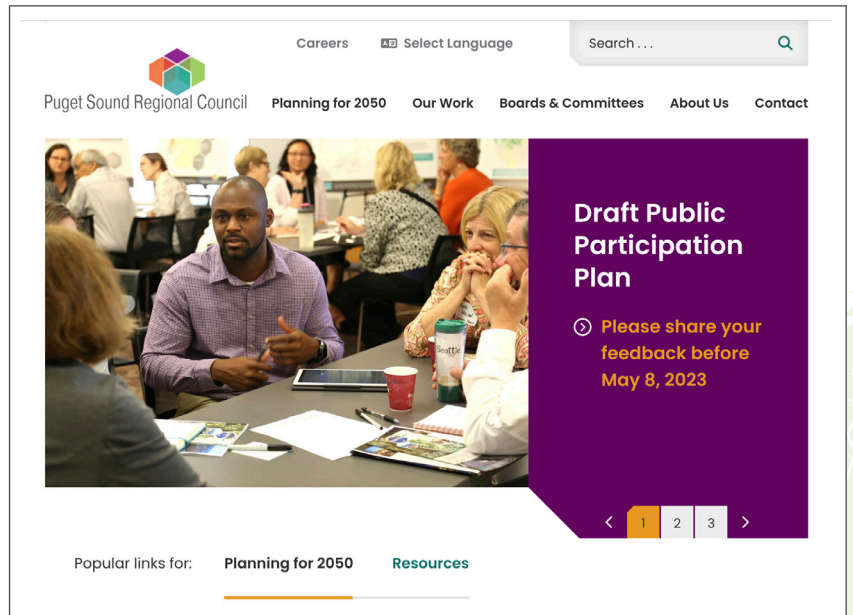 Careers
Select Language
Search . . .
Puget Sound Regional Council
Planning for 2050
Our Work
Boards & Committees
About Us
Contact
Draft Public
Participation
Plan
Please share your
feedback before
May 8, 2023
Seattle
1
2
3
Popular links for:
Planning for 2050
Resources